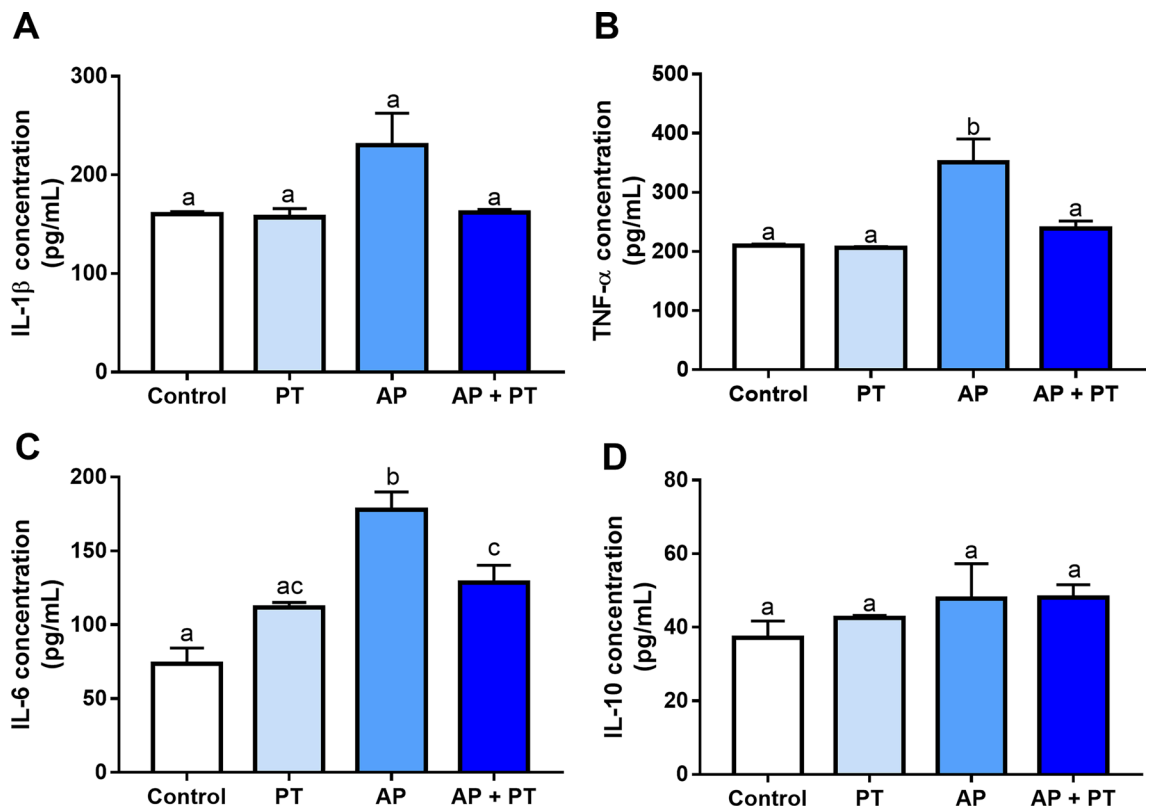 A
IL-1β concentration
(pg/mL)
300
200
100
0
a
a
a
a
Control
PT
AP
AP + PT
B
TNF-α concentration
(pg/mL)
500
400
300
200
100
0
a
a
b
a
Control
PT
AP
AP + PT
C
IL-6 concentration
(pg/mL)
200
150
100
50
0
a
ac
b
c
Control
PT
AP
AP + PT
D
IL-10 concentration
(pg/mL)
80
60
40
20
0
a
a
a
a
Control
PT
AP
AP + PT